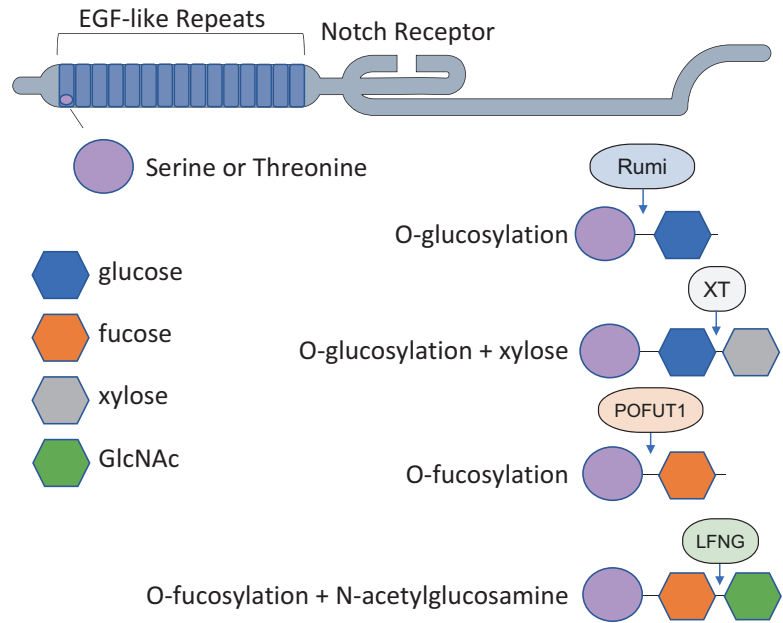 EGF-like Repeats
Notch Receptor
Serine or Threonine
Rumi
O-glucosylation
glucose
XT
fucose
O-glucosylation + xylose
xylose
POFUT1
GlcNAc
O-fucosylation
LFNG
O-fucosylation + N-acetylglucosamine